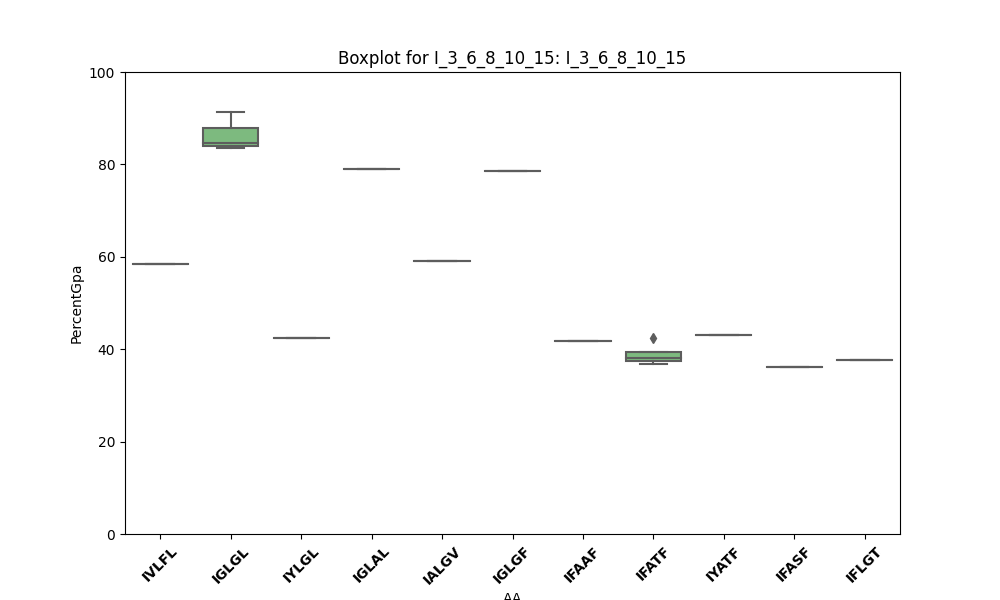 Boxplot for I_3_6_8_10_15: I_3_6_8_10_15
PercentGpa
100
80
60
40
20
0
IVLFL IGLGL IYLGL IGLAL IALGV IGLGF IFAAF IFATF IYATF IFASF IFLGT
AA